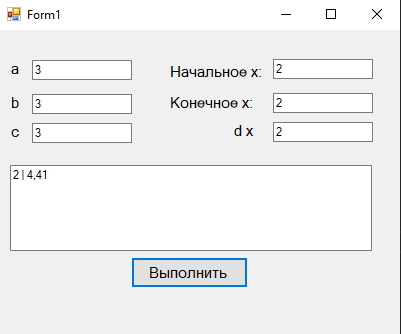 Form1
a 3 Начальное x: 2
b 3 Конечное x: 2
c 3 d x 2
2 | 4,41
Выполнить